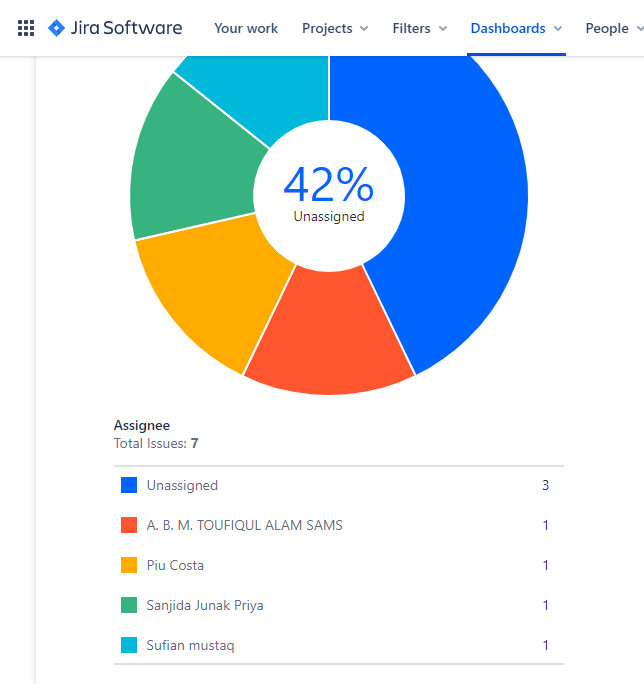 Jira Software Your work Projects Filters Dashboards People
42%
Unassigned
Assignee
Total Issues: 7
Unassigned 3
A. B. M. TOUFIQUL ALAM SAMS 1
Piu Costa 1
Sanjida Junak Priya 1
Sufian mustaq 1